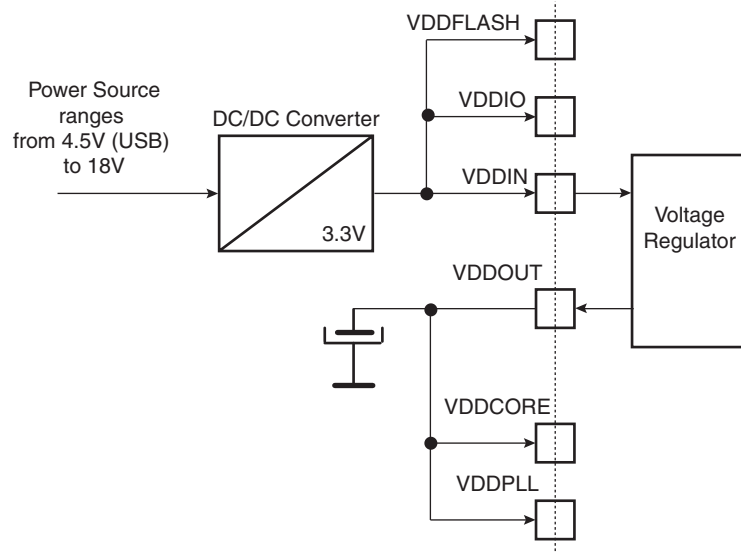 VDDFLASH
Power Source
ranges
from 4.5V (USB)
to 18V
DC/DC Converter
3.3V
VDDIO
VDDIN
Voltage
Regulator
VDDOUT
VDDCORE
VDDPLL